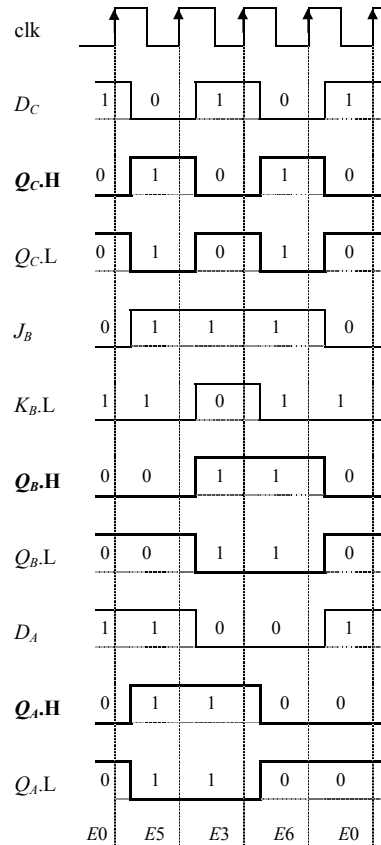 clk
D_C 1 0 1 0 1
Q_C.H 0 1 0 1 0
Q_C.L 0 1 0 1 0
J_B 0 1 1 1 0
K_B.L 1 1 0 1 1
Q_B.H 0 0 1 1 0
Q_B.L 0 0 1 1 0
D_A 1 1 0 0 1
Q_A.H 0 1 1 0 0
Q_A.L 0 1 1 0 0
E0 E5 E3 E6 E0